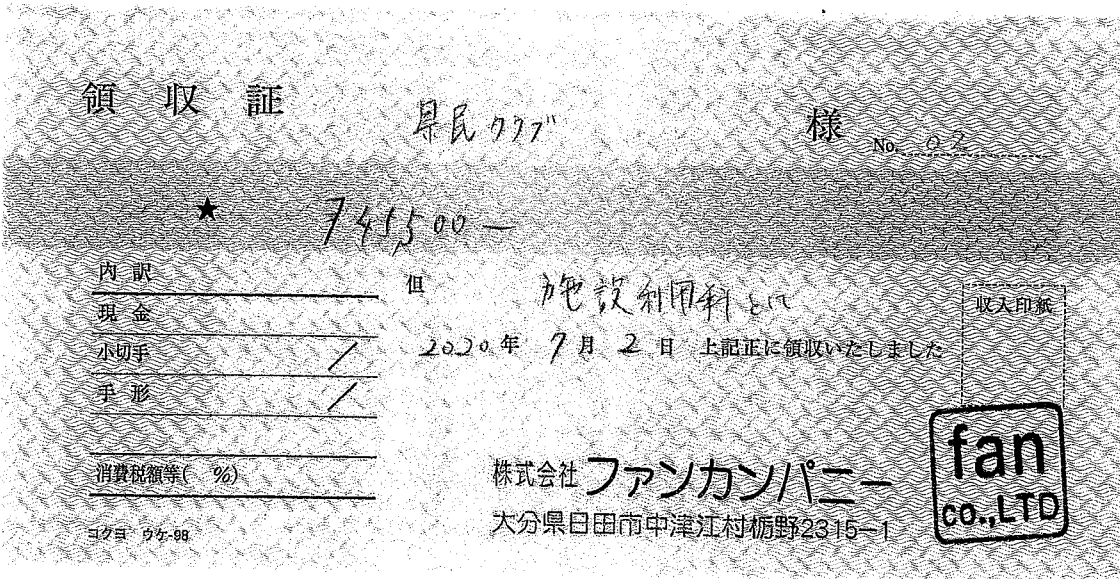 領収証 県民クラブ 様 No. 02
★ ¥45,500―
内訳
現金
小切手 /
手形 /
消費税額等( %)
コクヨ ウケ-98
但 施設利用料として
2020年 7月 2日 上記正に領収いたしました
収入印紙
株式会社 ファンカンパニー
大分県日田市中津江村栃野2315-1
fan
co.,LTD